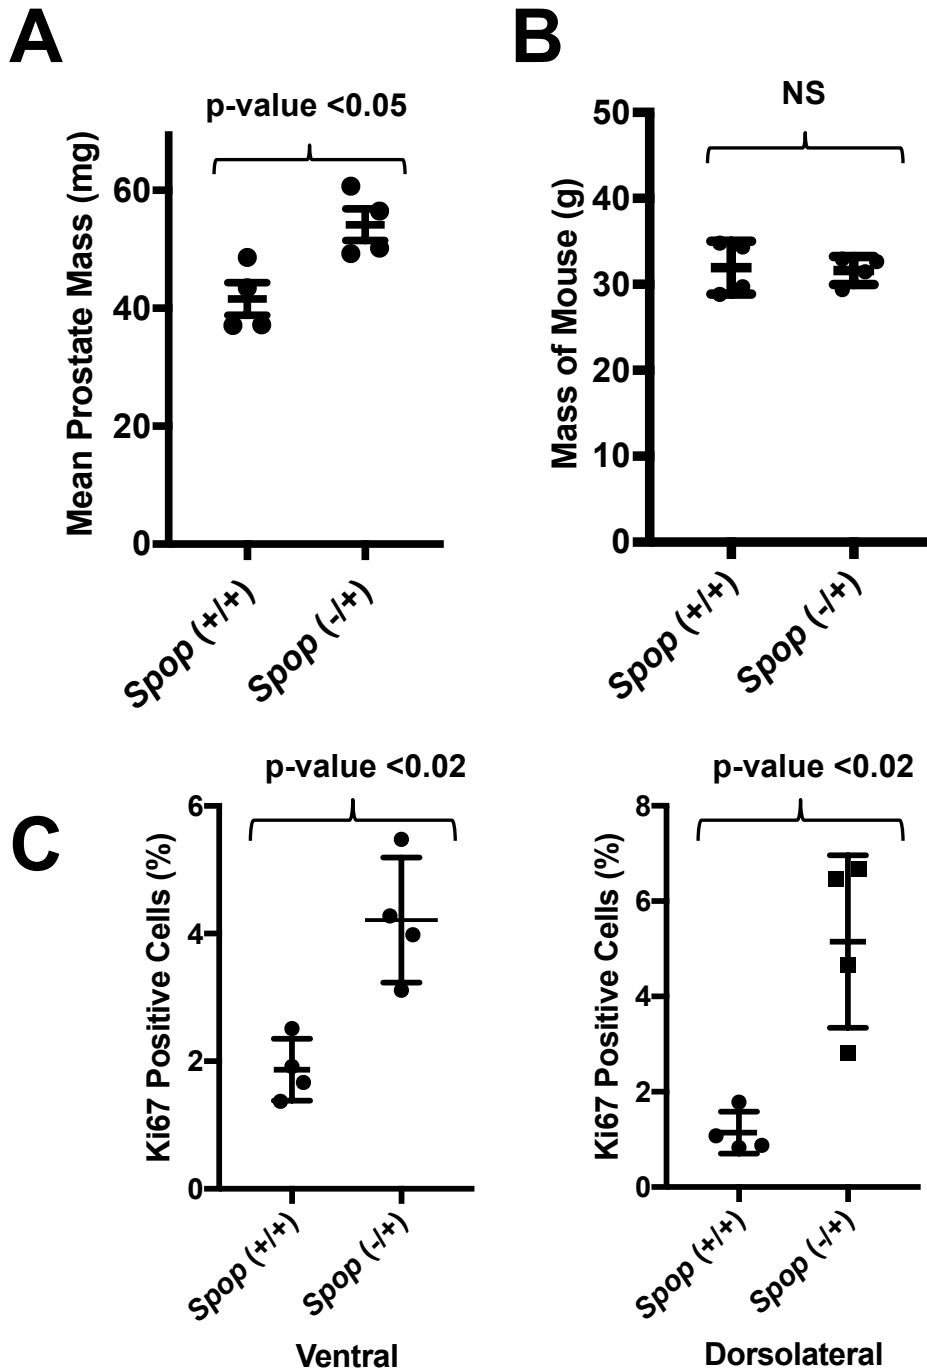 A
p-value <0.05
Mean Prostate Mass (mg)
60
40
20
0
Spop (+/+)
Spop (-/+)
B
NS
Mass of Mouse (g)
50
40
30
20
10
0
Spop (+/+)
Spop (-/+)
C
p-value <0.02
Ki67 Positive Cells (%)
6
4
2
0
Spop (+/+)
Spop (-/+)
Ventral
p-value <0.02
Ki67 Positive Cells (%)
8
6
4
2
0
Spop (+/+)
Spop (-/+)
Dorsolateral